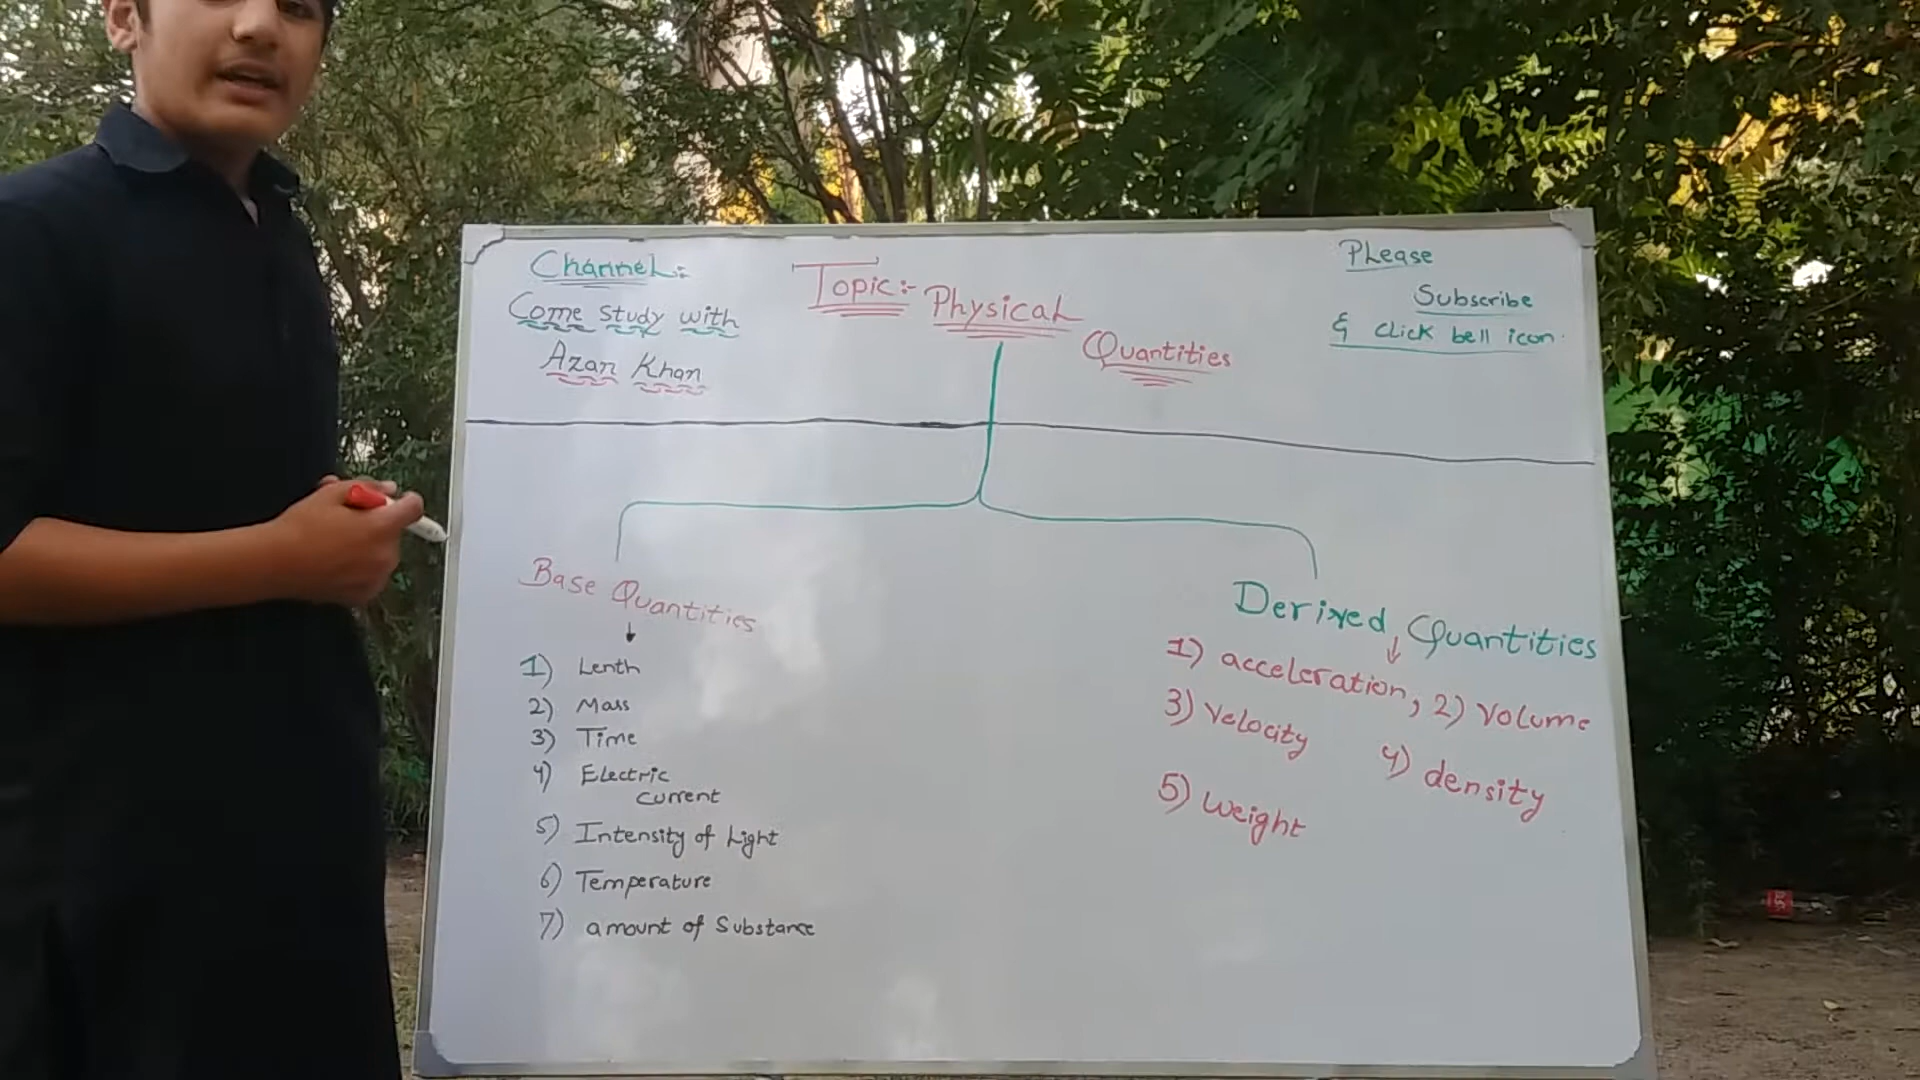 Channel:
Come Study with
Azan Khan
Topic:- Physical
Quantities
Please
Subscribe
& click bell icon.
Base Quantities
1) Lenth
2) Mass
3) Time
4) Electric
current
5) Intensity of Light
6) Temperature
7) amount of Substance
Derived Quantities
1) acceleration, 2) Volume
3) Velocity
4) density
5) Weight